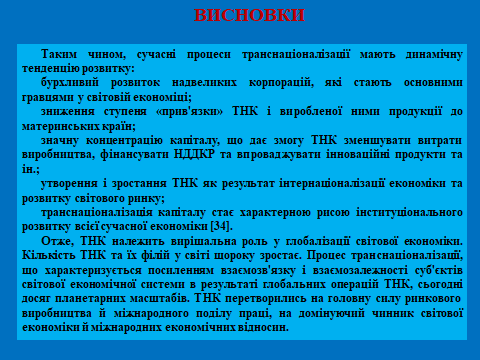 ВИСНОВКИ
Таким чином, сучасні процеси транснаціоналізації мають динамічну
тенденцію розвитку:
бурхливий розвиток надвеликих корпорацій, які стають основними
гравцями у світовій економіці;
зниження ступеня «прив'язки» ТНК і виробленої ними продукції до
материнських країн;
значну концентрацію капіталу, що дає змогу ТНК зменшувати витрати
виробництва, фінансувати НДДКР та впроваджувати інноваційні продукти та
ін.;
утворення і зростання ТНК як результат інтернаціоналізації економіки та
розвитку світового ринку;
транснаціоналізація капіталу стає характерною рисою інституціонального
розвитку всієї сучасної економіки [34].
Отже, ТНК належить вирішальна роль у глобалізації світової економіки.
Кількість ТНК та їх філій у світі щороку зростає. Процес транснаціоналізації,
що характеризується посиленням взаємозв'язку і взаємозалежності суб'єктів
світової економічної системи в результаті глобальних операцій ТНК, сьогодні
досяг планетарних масштабів. ТНК перетворились на головну силу ринкового
виробництва й міжнародного поділу праці, на домінуючий чинник світової
економіки й міжнародних економічних відносин.